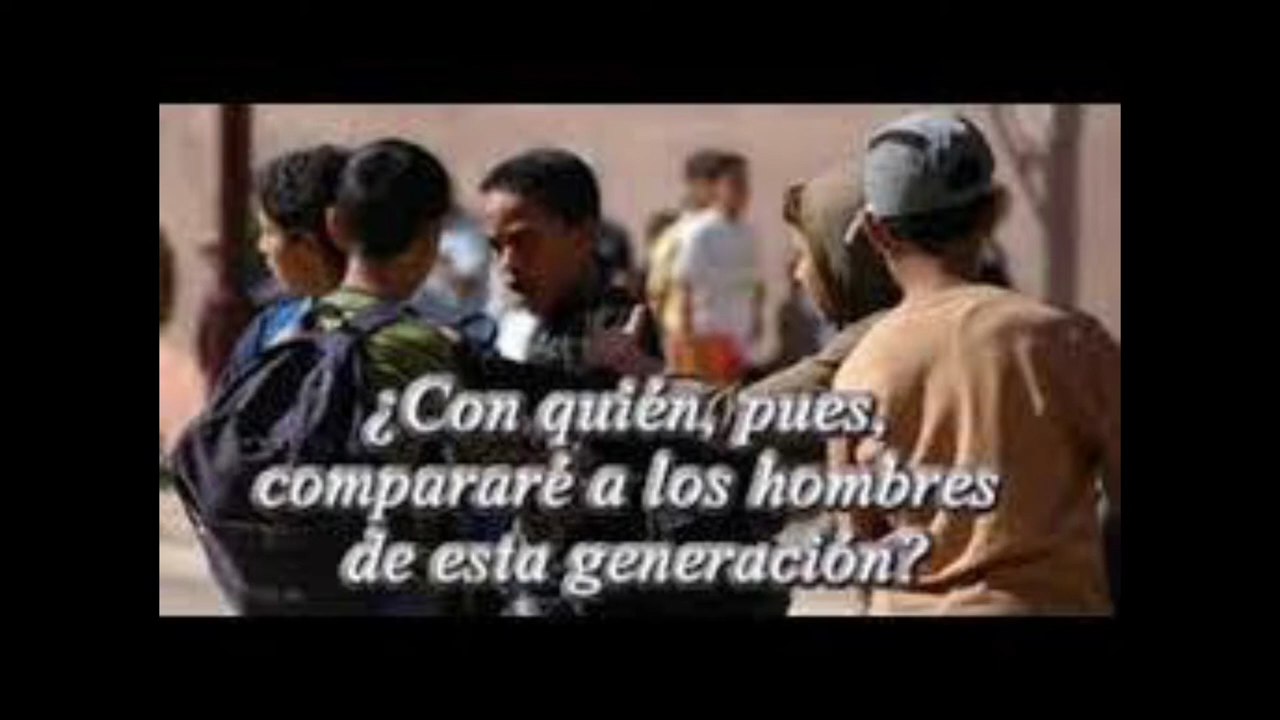 ¿Con quién, pues,
compararé a los hombres
de esta generación?